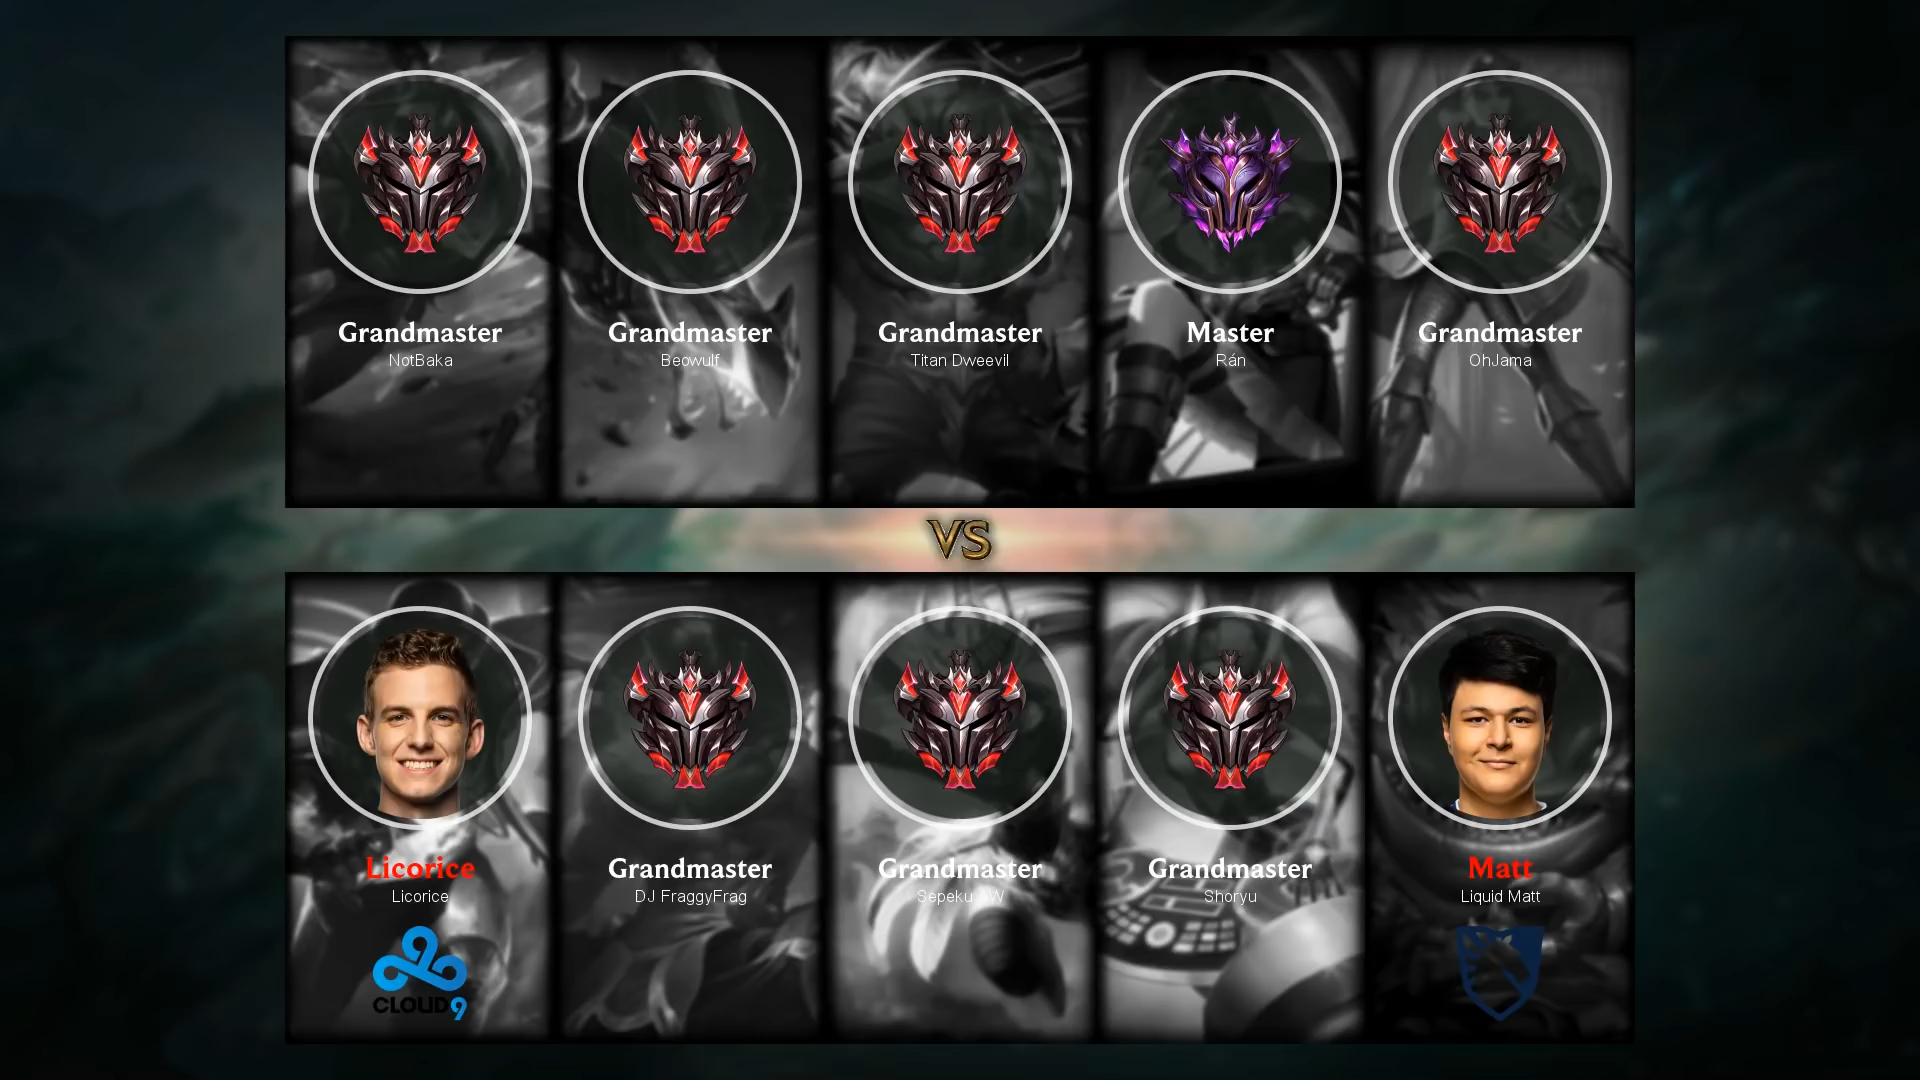 Grandmaster
NotBaka
Grandmaster
Beowulf
Grandmaster
Titan Dweevil
Master
Rán
Grandmaster
OhJama
VS
Licorice
Licorice
CLOUD9
Grandmaster
DJ FraggyFrag
Grandmaster
Sepeku
Grandmaster
Shoryu
Matt
Liquid Matt